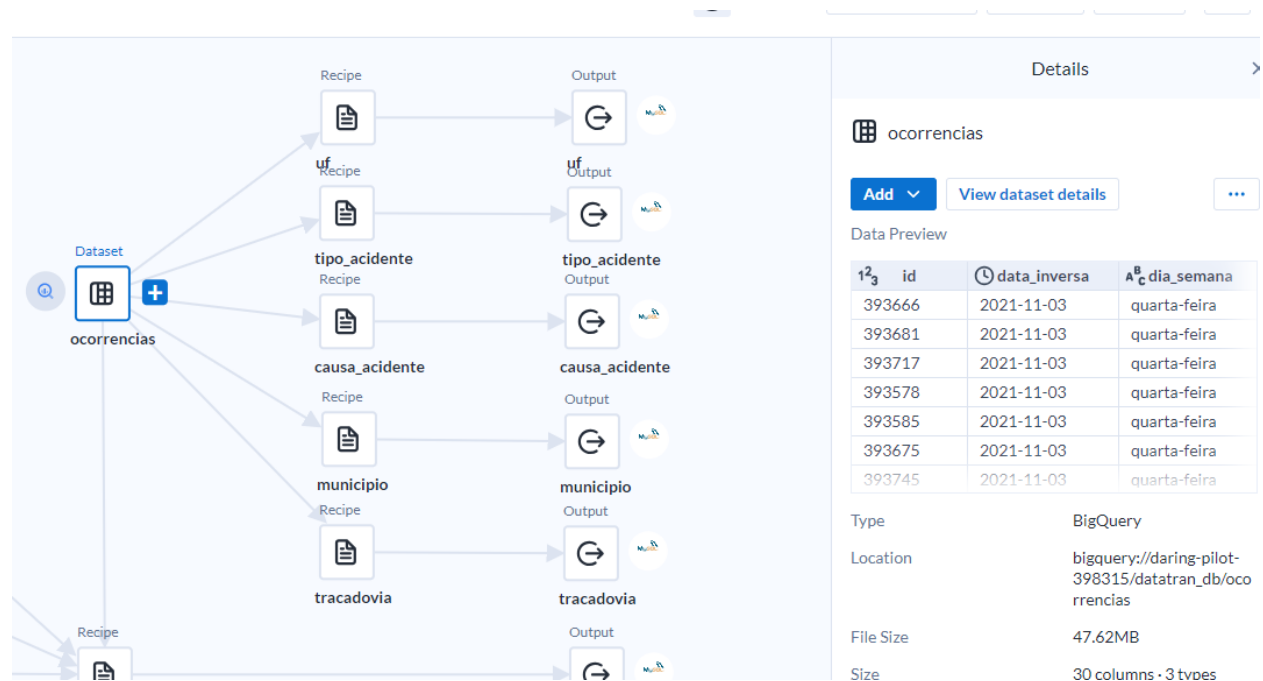 Recipe
Output
uf
uf
Recipe
Output
tipo_acidente
tipo_acidente
Dataset
ocorrencias
Recipe
Output
causa_acidente
causa_acidente
Recipe
Output
municipio
municipio
Recipe
Output
tracadovia
tracadovia
Recipe
Output
Details
ocorrencias
Add
View dataset details
Data Preview
123 id
data_inversa
ABC dia_semana
393666 2021-11-03 quarta-feira
393681 2021-11-03 quarta-feira
393717 2021-11-03 quarta-feira
393578 2021-11-03 quarta-feira
393585 2021-11-03 quarta-feira
393675 2021-11-03 quarta-feira
393745 2021-11-03 quarta-feira
Type BigQuery
Location bigquery://daring-pilot-
398315/datatran_db/oco
rrencias
File Size 47.62MB
Size 30 columns · 3 types